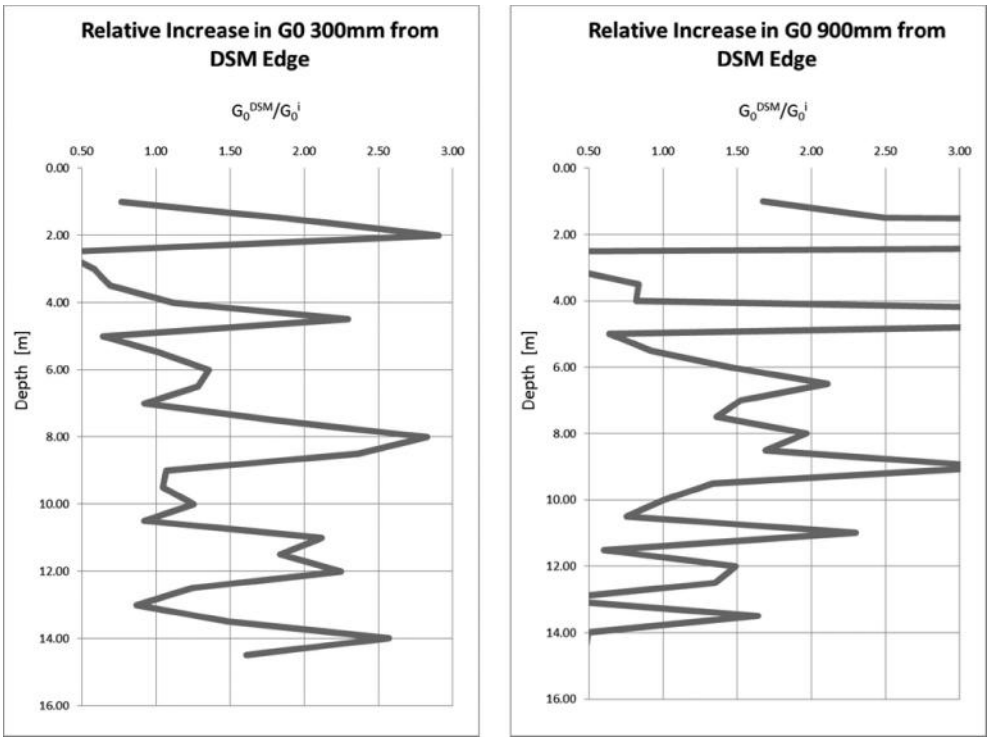 Relative Increase in G0 300mm from
DSM Edge
G₀ᴰˢᴹ/G₀ⁱ
0.50 1.00 1.50 2.00 2.50 3.00
0.00
2.00
4.00
6.00
8.00
10.00
12.00
14.00
16.00
Depth [m]
Relative Increase in G0 900mm from
DSM Edge
G₀ᴰˢᴹ/G₀ⁱ
0.50 1.00 1.50 2.00 2.50 3.00
0.00
2.00
4.00
6.00
8.00
10.00
12.00
14.00
16.00
Depth [m]